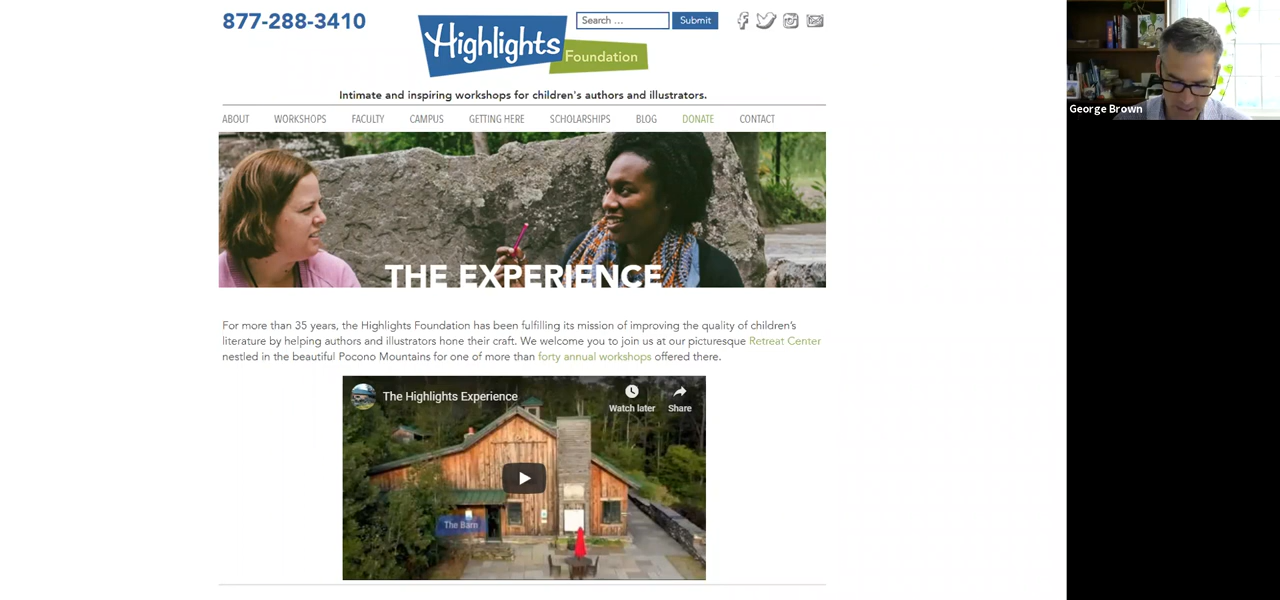 877-288-3410
Search ...
Submit
Highlights
Foundation
Intimate and inspiring workshops for children's authors and illustrators.
ABOUT WORKSHOPS FACULTY CAMPUS GETTING HERE SCHOLARSHIPS BLOG DONATE CONTACT
THE EXPERIENCE
For more than 35 years, the Highlights Foundation has been fulfilling its mission of improving the quality of children's
literature by helping authors and illustrators hone their craft. We welcome you to join us at our picturesque Retreat Center
nestled in the beautiful Pocono Mountains for one of more than forty annual workshops offered there.
The Highlights Experience
Watch later
Share
The Barn
George Brown